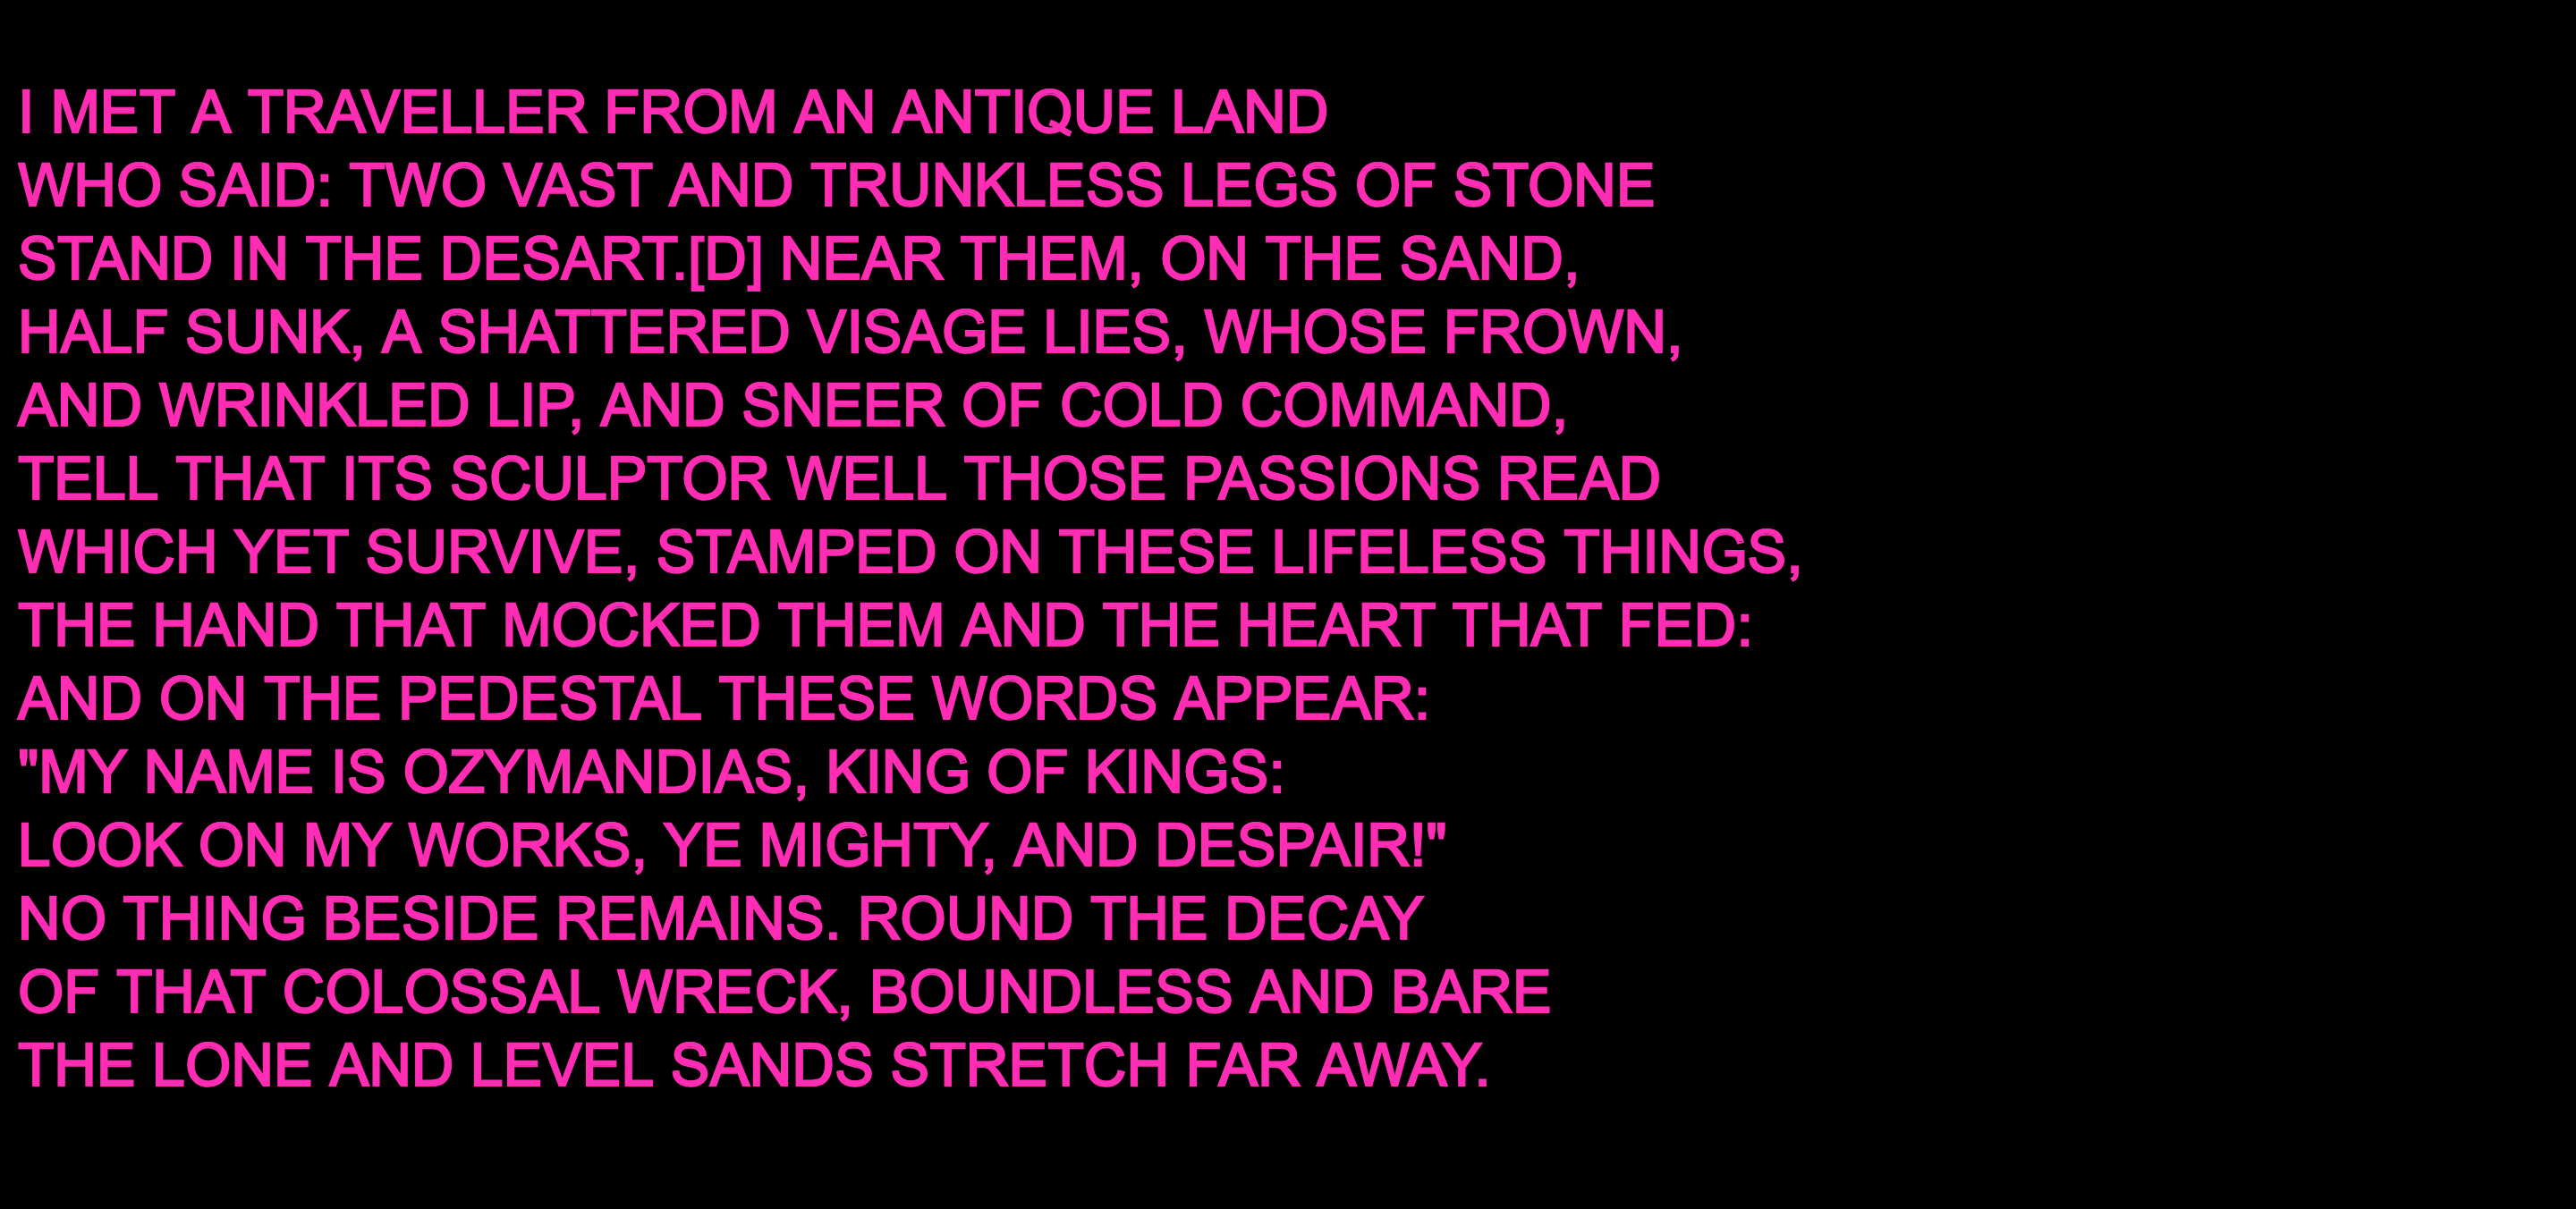 I MET A TRAVELLER FROM AN ANTIQUE LAND
WHO SAID: TWO VAST AND TRUNKLESS LEGS OF STONE
STAND IN THE DESART.[D] NEAR THEM, ON THE SAND,
HALF SUNK, A SHATTERED VISAGE LIES, WHOSE FROWN,
AND WRINKLED LIP, AND SNEER OF COLD COMMAND,
TELL THAT ITS SCULPTOR WELL THOSE PASSIONS READ
WHICH YET SURVIVE, STAMPED ON THESE LIFELESS THINGS,
THE HAND THAT MOCKED THEM AND THE HEART THAT FED:
AND ON THE PEDESTAL THESE WORDS APPEAR:
"MY NAME IS OZYMANDIAS, KING OF KINGS:
LOOK ON MY WORKS, YE MIGHTY, AND DESPAIR!"
NO THING BESIDE REMAINS. ROUND THE DECAY
OF THAT COLOSSAL WRECK, BOUNDLESS AND BARE
THE LONE AND LEVEL SANDS STRETCH FAR AWAY.